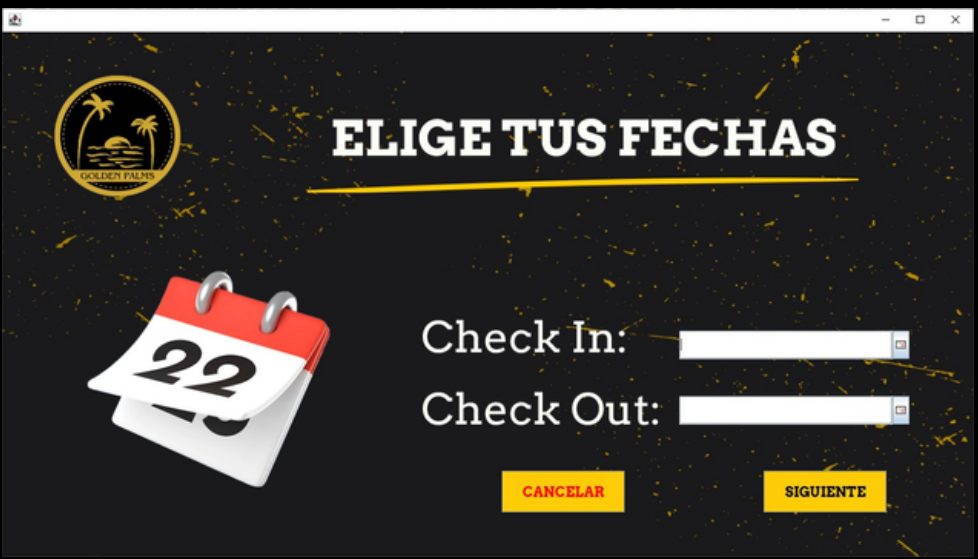 ELIGE TUS FECHAS
GOLDEN PALMS
22
Check In:
Check Out:
CANCELAR
SIGUIENTE